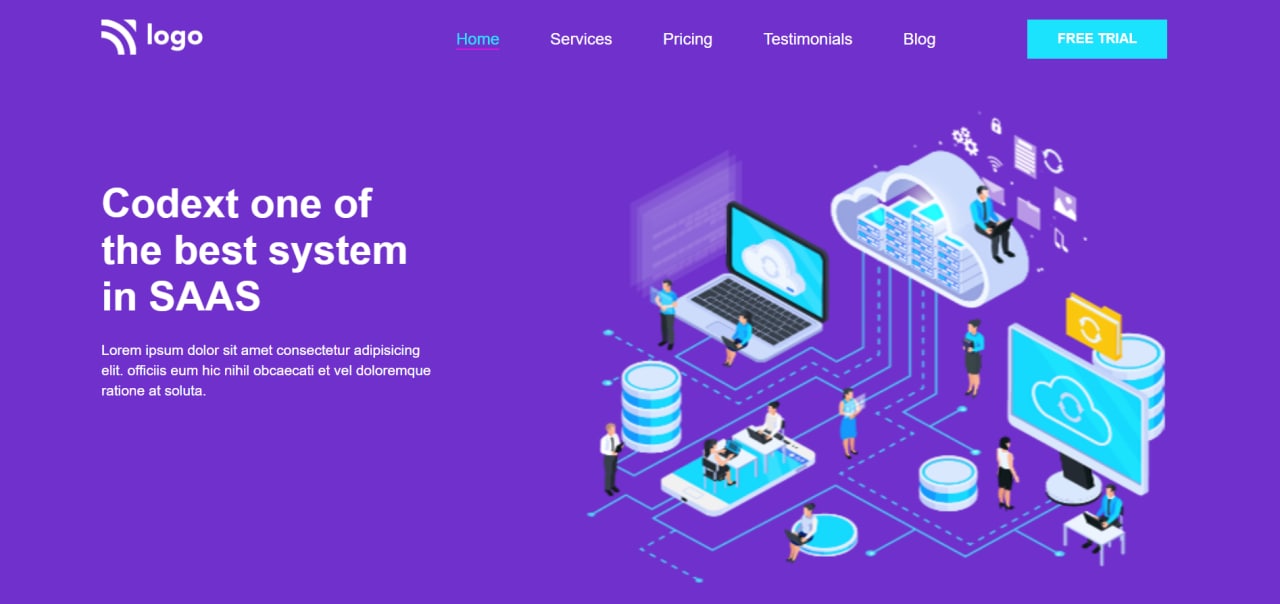 logo
Home Services Pricing Testimonials Blog
FREE TRIAL
Codext one of
the best system
in SAAS
Lorem ipsum dolor sit amet consectetur adipisicing
elit. officiis eum hic nihil obcaecati et vel doloremque
ratione at soluta.